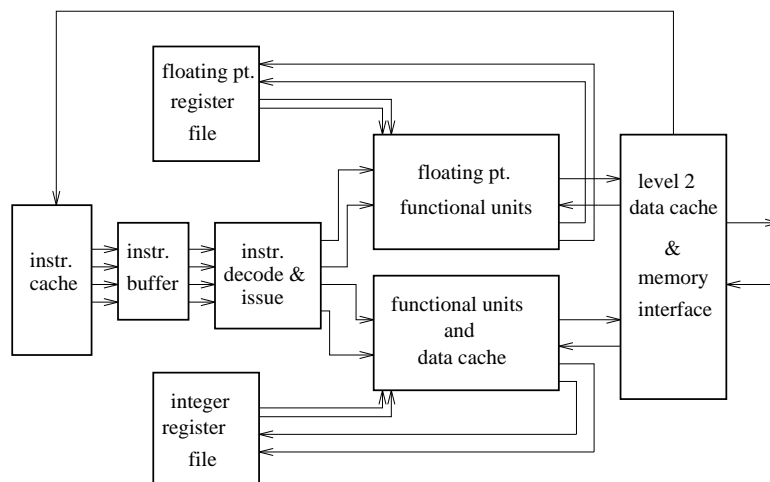 floating pt.
register
file
floating pt.
functional units
level 2
data cache
&
memory
interface
instr.
cache
instr.
buffer
instr.
decode &
issue
functional units
and
data cache
integer
register
file